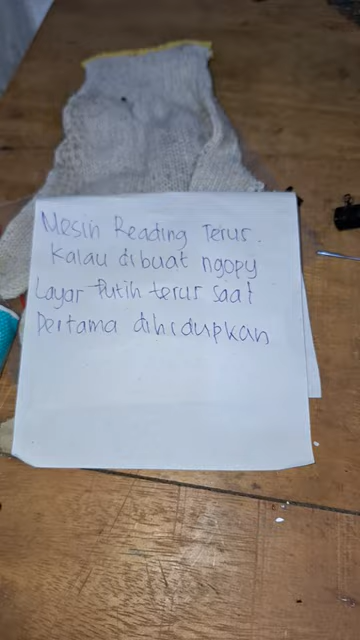 Mesin Reading Terus.
Kalau dibuat ngopy
Layar Putih terus saat
Pertama dihidupkan